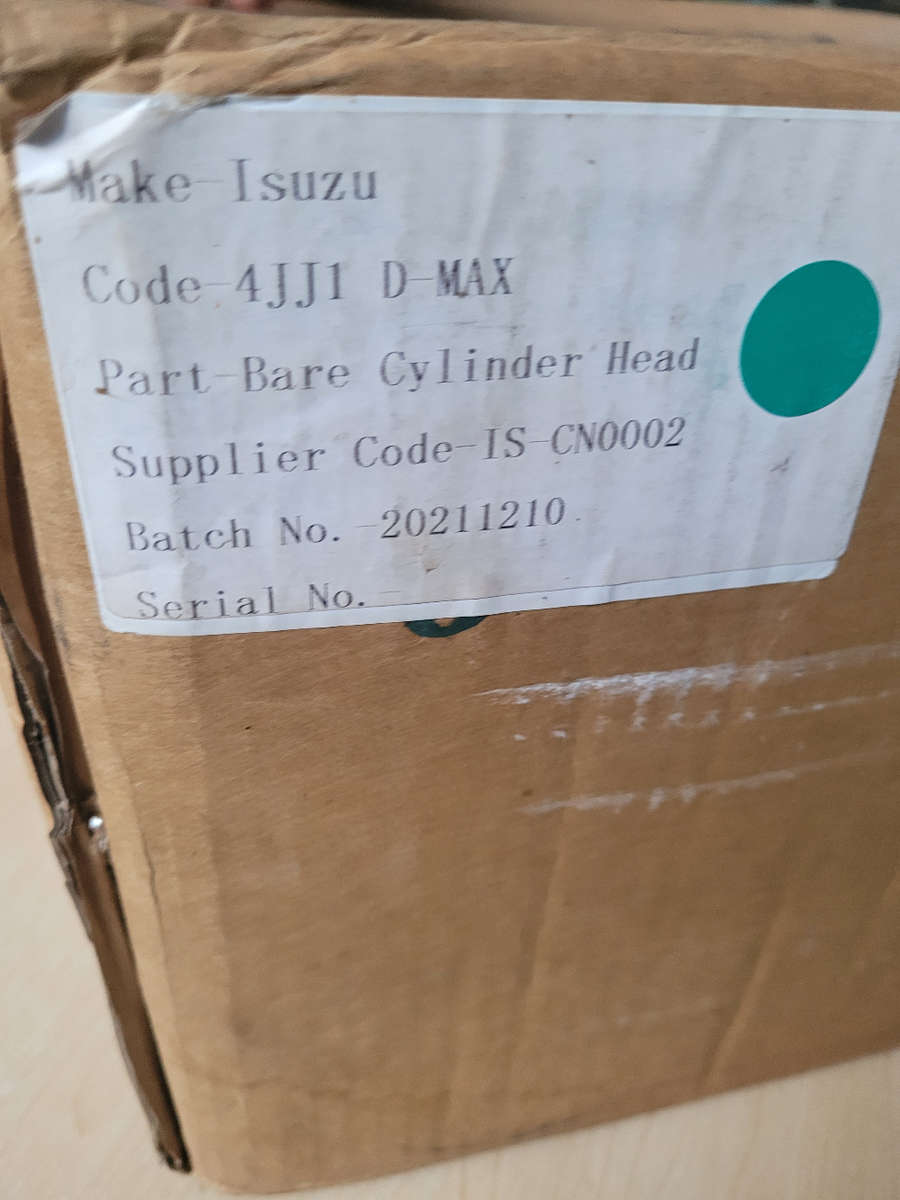 Make-Isuzu
Code-4JJ1 D-MAX
Part-Bare Cylinder Head
Supplier Code-IS-CN0002
Batch No. -20211210
Serial No.-